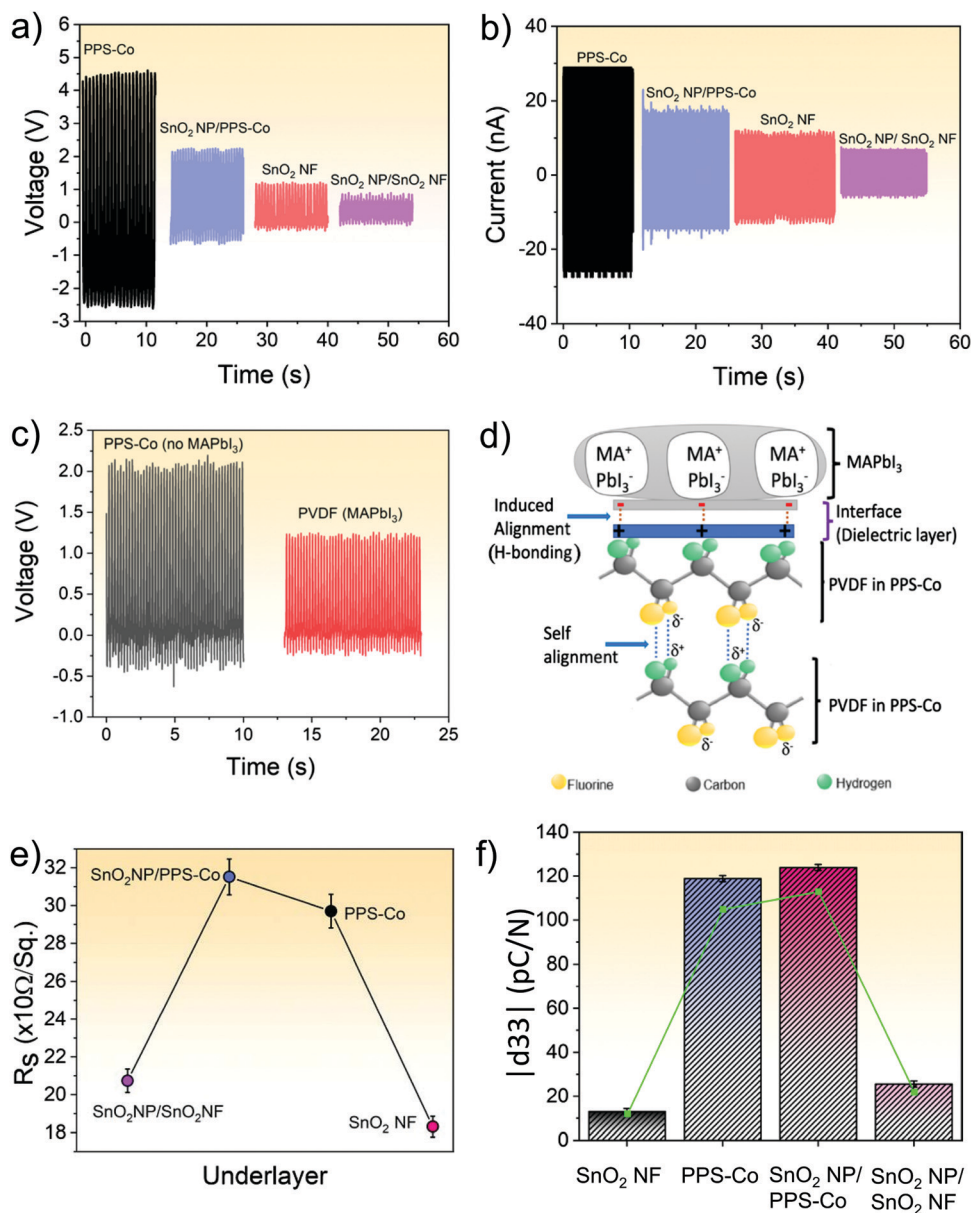 a)
6
5
4
3
2
1
0
-1
-2
-3
Voltage (V)
PPS-Co
SnO₂ NP/PPS-Co
SnO₂ NF
SnO₂ NP/SnO₂ NF
0 10 20 30 40 50 60
Time (s)
b)
40
20
0
-20
-40
Current (nA)
PPS-Co
SnO₂ NP/PPS-Co
SnO₂ NF
SnO₂ NP/ SnO₂ NF
0 10 20 30 40 50 60
Time (s)
c)
2.5
2.0
1.5
1.0
0.5
0.0
-0.5
-1.0
Voltage (V)
PPS-Co (no MAPbI₃)
PVDF (MAPbI₃)
0 5 10 15 20 25
Time (s)
d)
MA⁺ MA⁺ MA⁺
PbI₃⁻ PbI₃⁻ PbI₃⁻
MAPbI₃
- - -
+ + +
Induced
Alignment
(H-bonding)
Interface
(Dielectric layer)
PVDF in PPS-Co
δ⁻ δ⁻
Self
alignment
δ⁺ δ⁺
PVDF in PPS-Co
δ⁻ δ⁻
Fluorine Carbon Hydrogen
e)
32
30
28
26
24
22
20
18
Rs (x10Ω/Sq.)
SnO₂NP/PPS-Co
PPS-Co
SnO₂NP/SnO₂NF
SnO₂ NF
Underlayer
f)
140
120
100
80
60
40
20
0
|d33| (pC/N)
SnO₂ NF PPS-Co SnO₂ NP/ SnO₂ NP/
PPS-Co SnO₂ NF